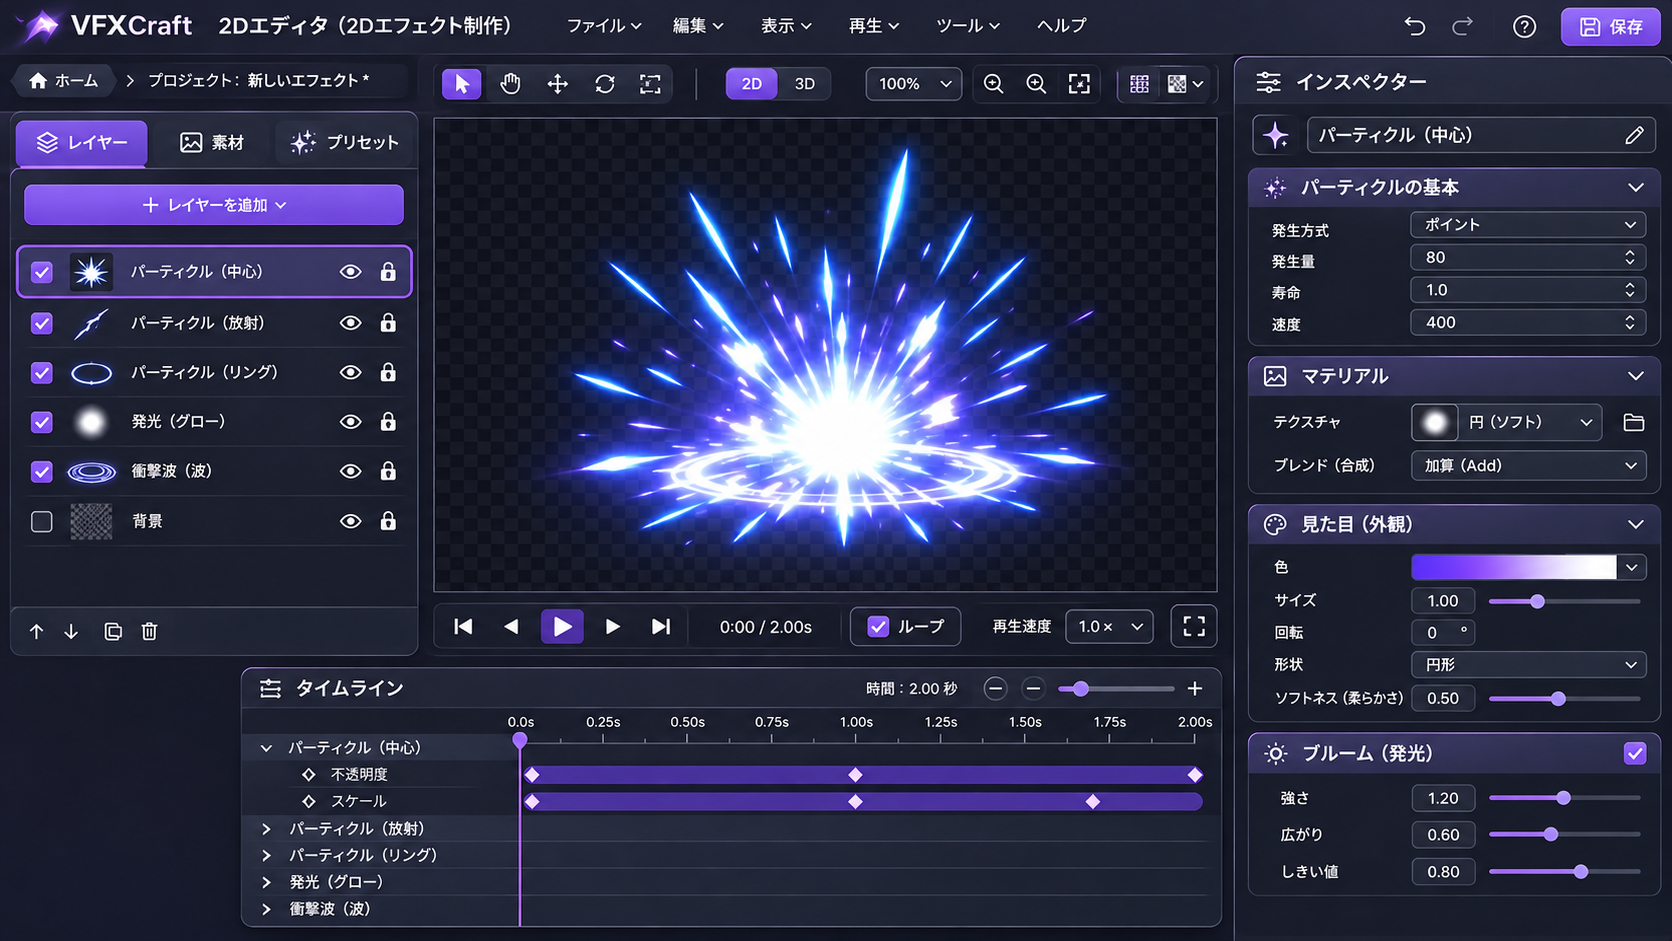 VFXCraft 2Dエディタ（2Dエフェクト制作） ファイル 編集 表示 再生 ツール ヘルプ 保存
ホーム プロジェクト：新しいエフェクト *
2D 3D 100%
レイヤー 素材 プリセット
レイヤーを追加
パーティクル（中心）
パーティクル（放射）
パーティクル（リング）
発光（グロー）
衝撃波（波）
背景
0:00 / 2.00s ループ 再生速度 1.0 ×
タイムライン 時間：2.00 秒
0.0s 0.25s 0.50s 0.75s 1.00s 1.25s 1.50s 1.75s 2.00s
パーティクル（中心）
不透明度
スケール
パーティクル（放射）
パーティクル（リング）
発光（グロー）
衝撃波（波）
インスペクター
パーティクル（中心）
パーティクルの基本
発生方式 ポイント
発生量 80
寿命 1.0
速度 400
マテリアル
テクスチャ 円（ソフト）
ブレンド（合成） 加算（Add）
見た目（外観）
色
サイズ 1.00
回転 0 °
形状 円形
ソフトネス（柔らかさ） 0.50
ブルーム（発光）
強さ 1.20
広がり 0.60
しきい値 0.80